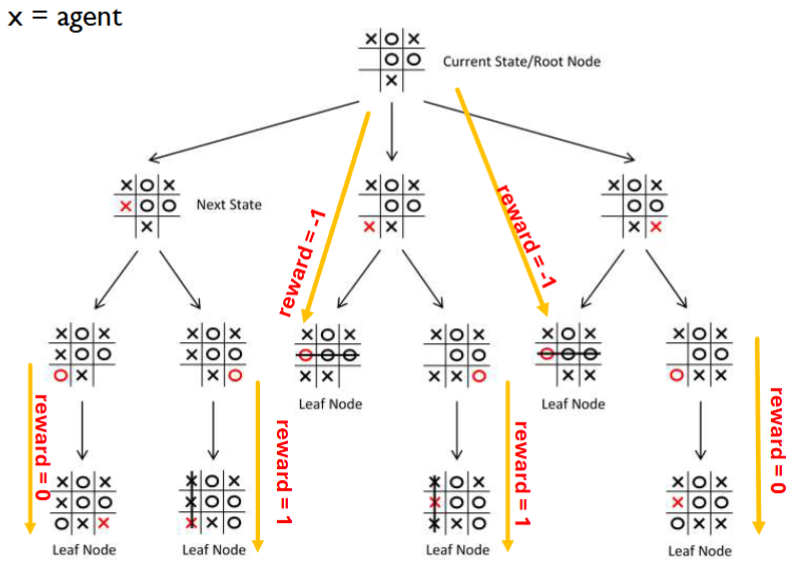 x = agent
Current State/Root Node
Next State
reward = -1
reward = -1
Leaf Node
Leaf Node
reward = 0
reward = 1
reward = 1
reward = 0
Leaf Node
Leaf Node
Leaf Node
Leaf Node